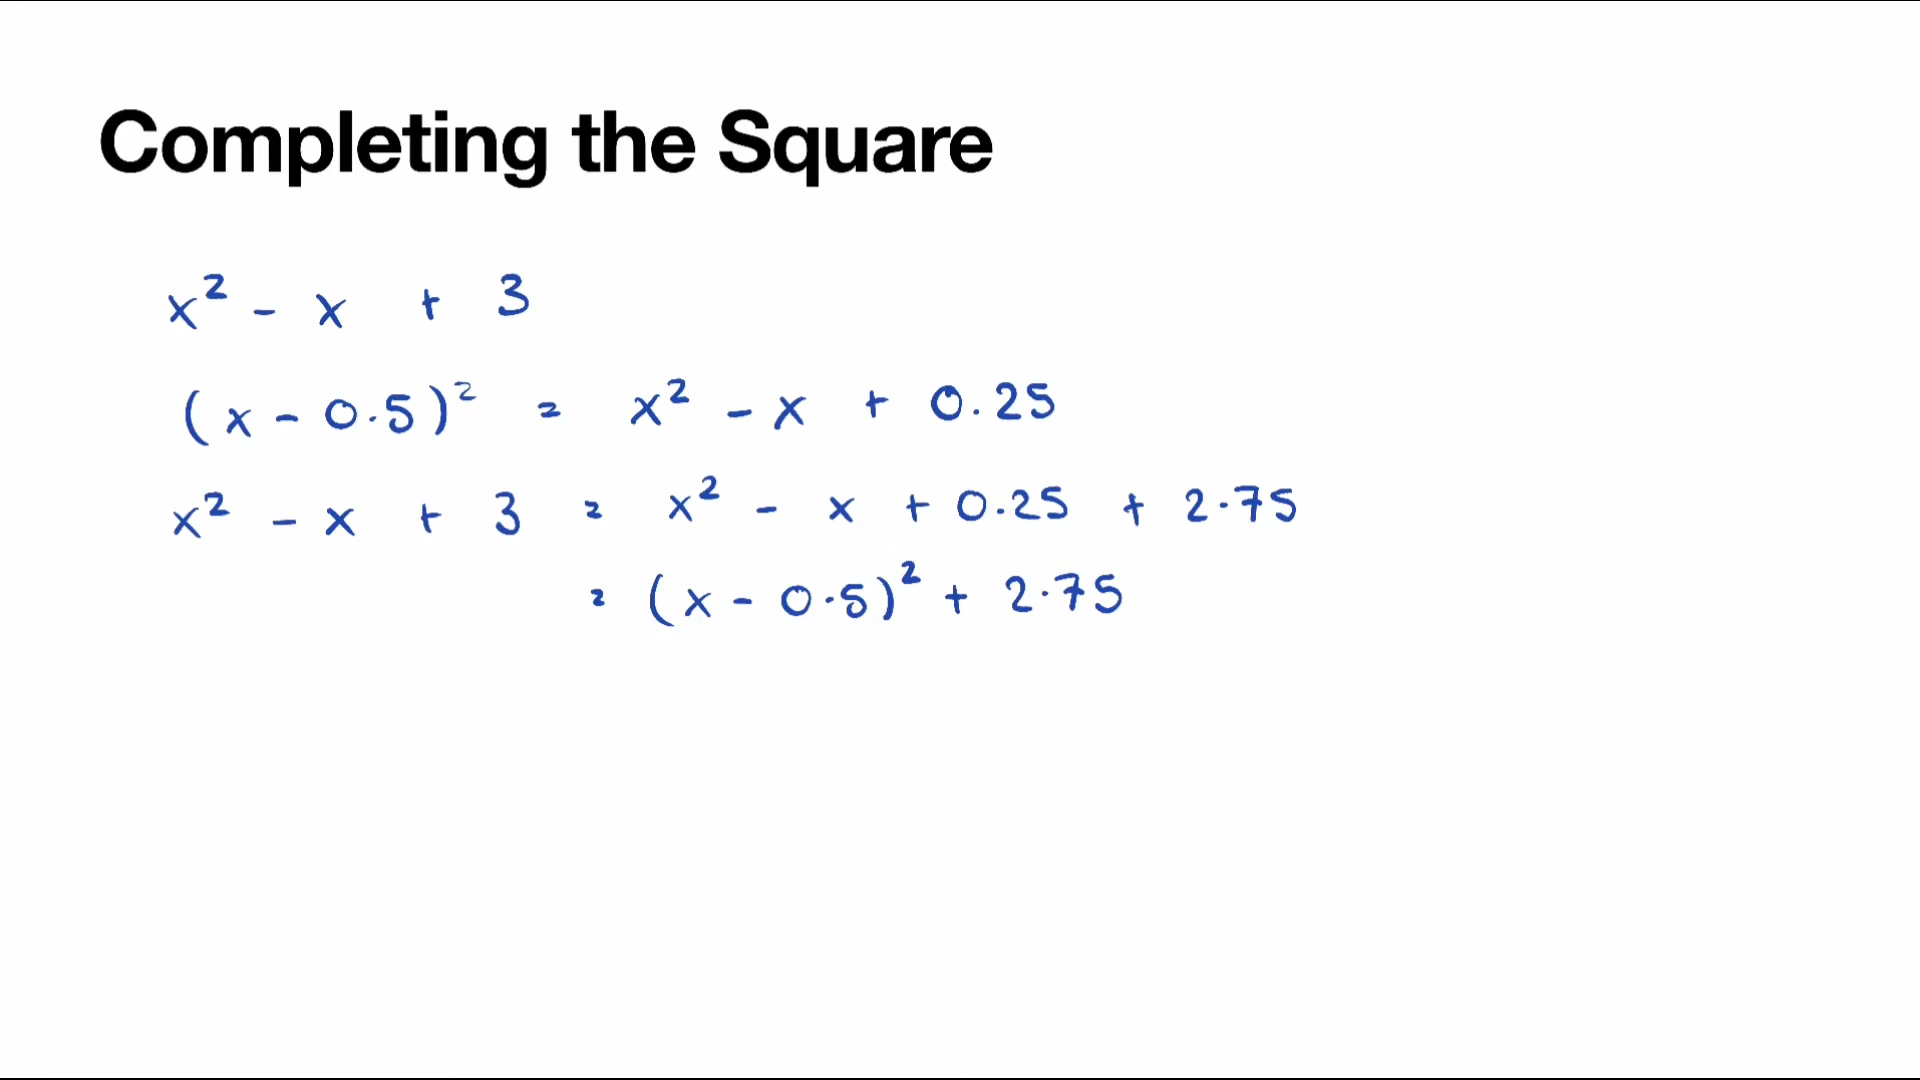 Completing the Square
x² - x + 3
(x - 0.5)² = x² - x + 0.25
x² - x + 3 = x² - x + 0.25 + 2.75
= (x - 0.5)² + 2.75